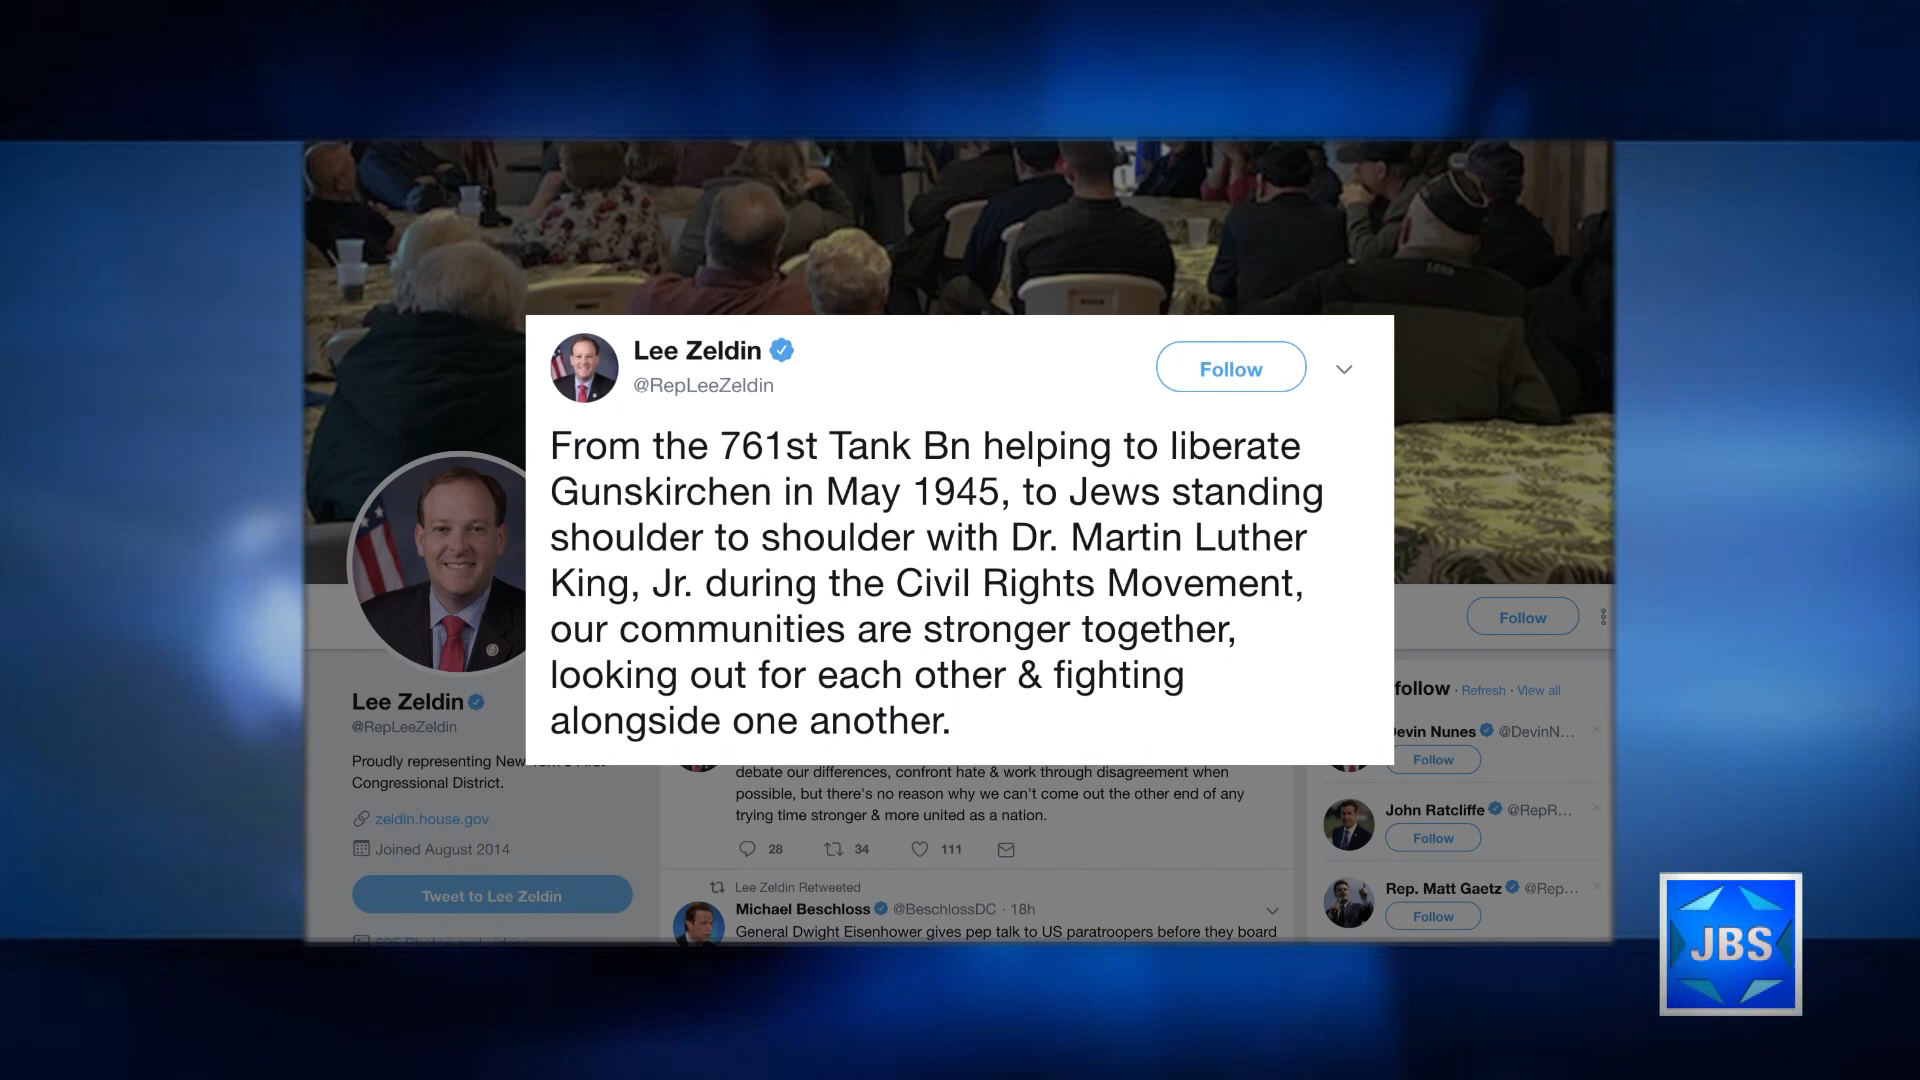 Lee Zeldin
@RepLeeZeldin
Follow
From the 761st Tank Bn helping to liberate
Gunskirchen in May 1945, to Jews standing
shoulder to shoulder with Dr. Martin Luther
King, Jr. during the Civil Rights Movement,
our communities are stronger together,
looking out for each other & fighting
alongside one another.
Lee Zeldin
@RepLeeZeldin
Proudly representing New
Congressional District.
zeldin.house.gov
Joined August 2014
Tweet to Lee Zeldin
debate our differences, confront hate & work through disagreement when
possible, but there's no reason why we can't come out the other end of any
trying time stronger & more united as a nation.
28 34 111
Lee Zeldin Retweeted
Michael Beschloss @BeschlossDC · 18h
General Dwight Eisenhower gives pep talk to US paratroopers before they board
Follow
follow · Refresh · View all
Devin Nunes @DevinN...
Follow
John Ratcliffe @RepR...
Follow
Rep. Matt Gaetz @Rep...
Follow
JBS